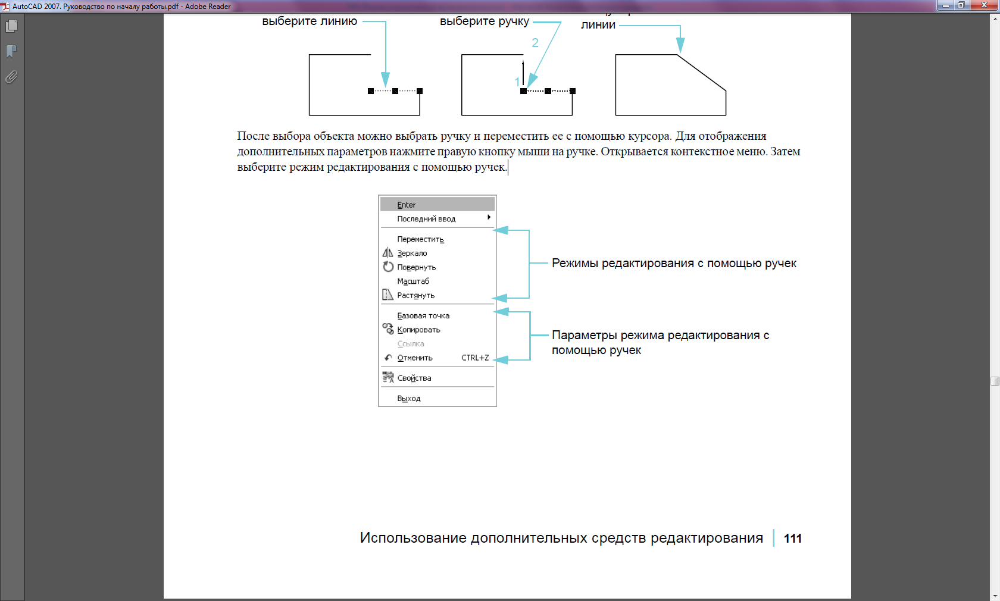 AutoCAD 2007. Руководство по началу работы.pdf - Adobe Reader
выберите линию
выберите ручку
линии
2
1
После выбора объекта можно выбрать ручку и переместить ее с помощью курсора. Для отображения
дополнительных параметров нажмите правую кнопку мыши на ручке. Открывается контекстное меню. Затем
выберите режим редактирования с помощью ручек.
Enter
Последний ввод
Переместить
Зеркало
Повернуть
Масштаб
Растянуть
Режимы редактирования с помощью ручек
Базовая точка
Копировать
Ссылка
Отменить CTRL+Z
Параметры режима редактирования с
помощью ручек
Свойства
Выход
Использование дополнительных средств редактирования 111